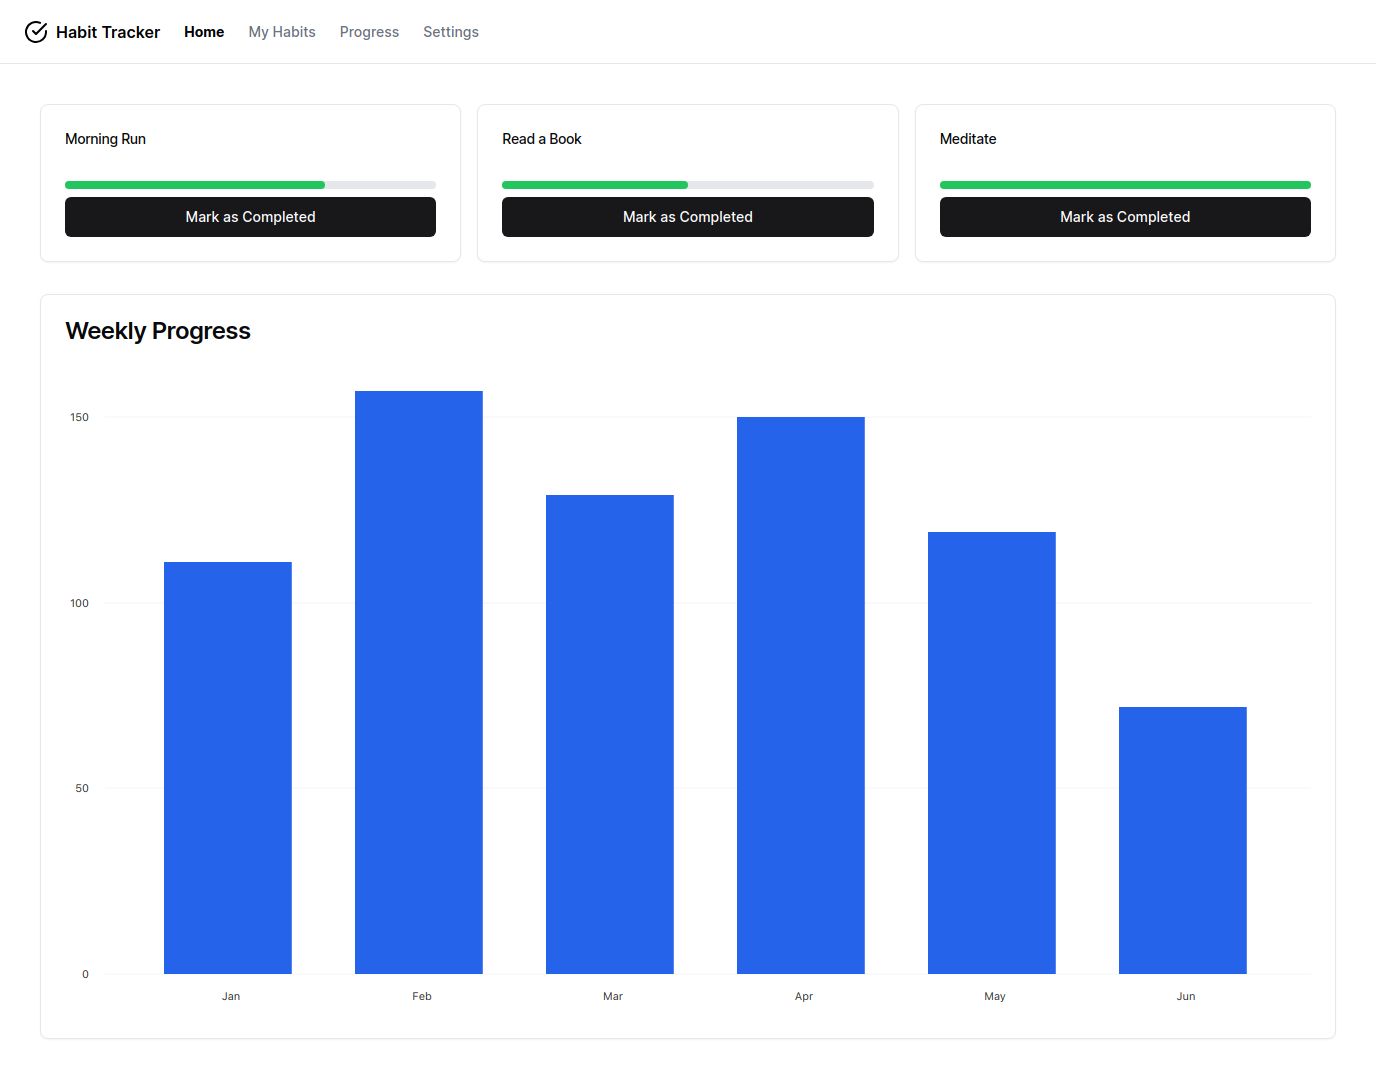 Habit Tracker Home My Habits Progress Settings
Morning Run
Mark as Completed
Read a Book
Mark as Completed
Meditate
Mark as Completed
Weekly Progress
150
100
50
0
Jan Feb Mar Apr May Jun